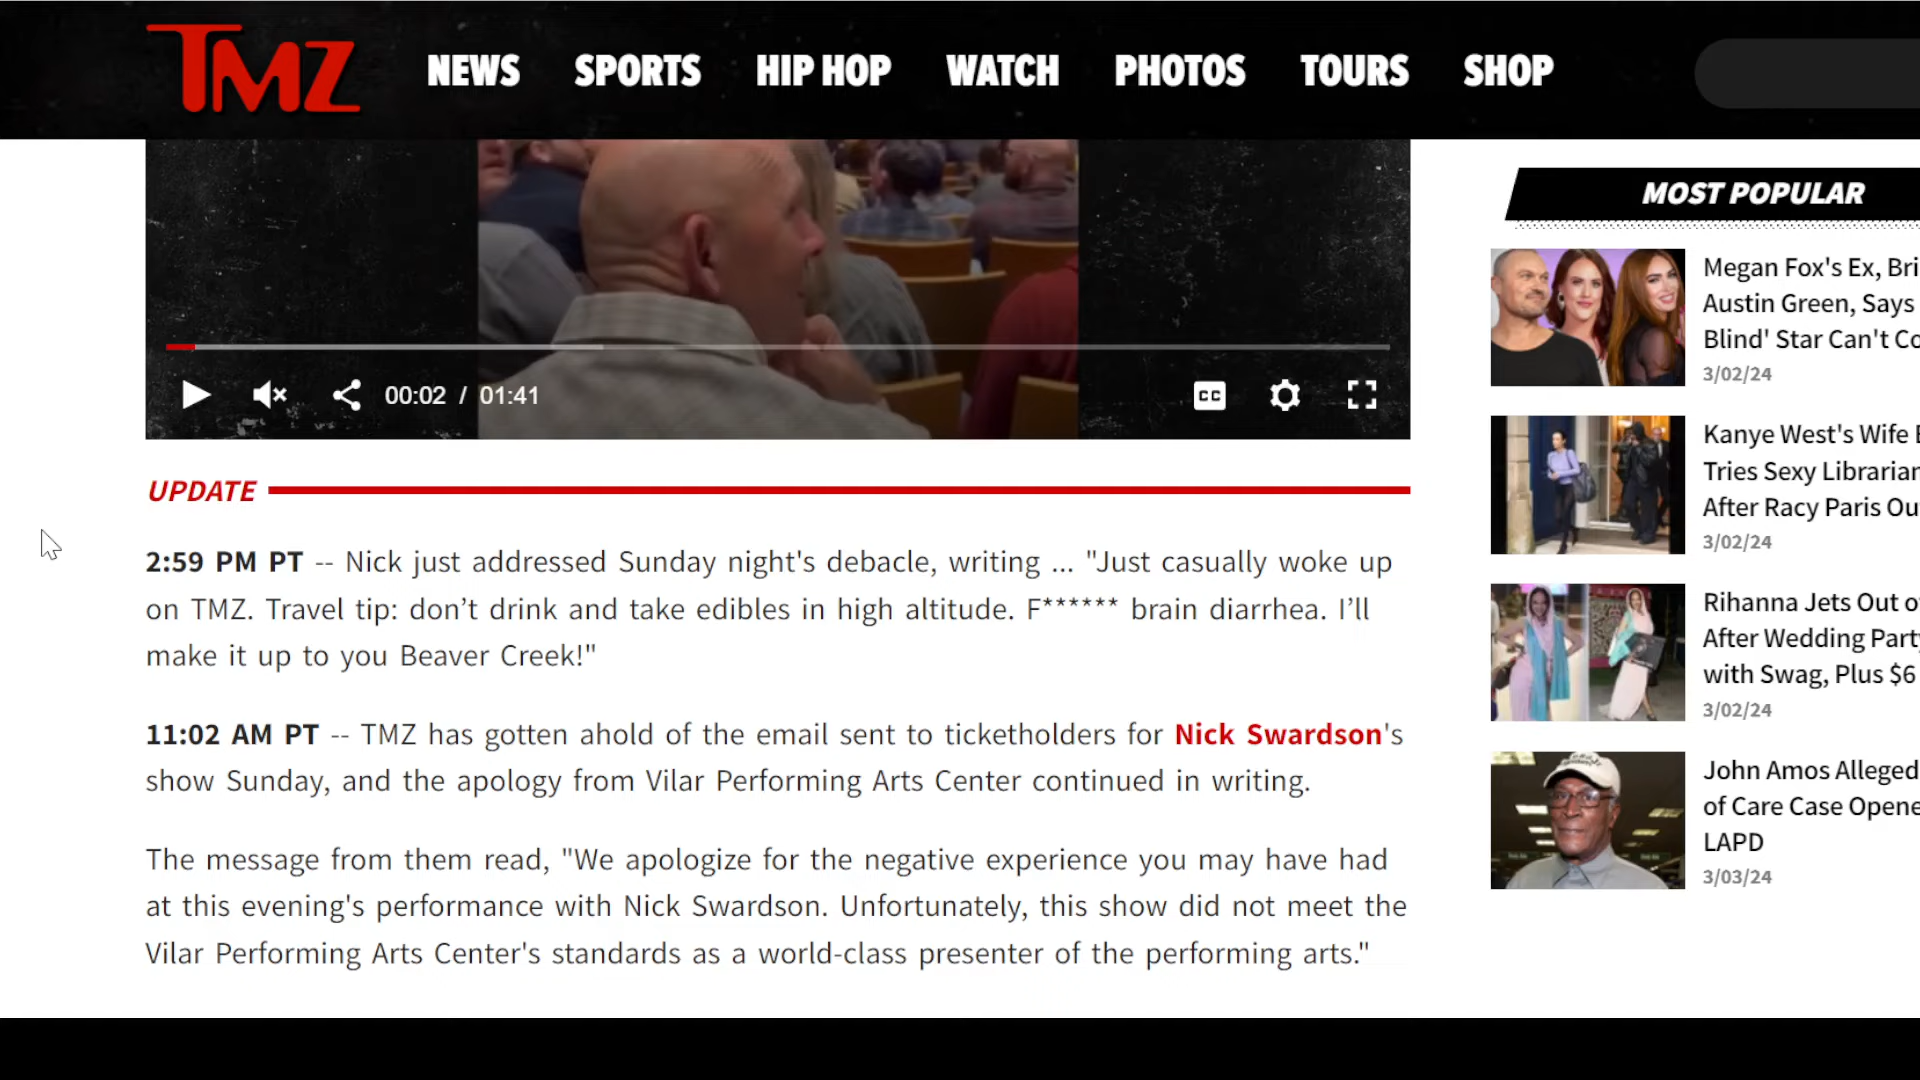 TMZ
NEWS SPORTS HIP HOP WATCH PHOTOS TOURS SHOP
00:02 / 01:41
CC
UPDATE
2:59 PM PT -- Nick just addressed Sunday night's debacle, writing ... "Just casually woke up
on TMZ. Travel tip: don’t drink and take edibles in high altitude. F****** brain diarrhea. I’ll
make it up to you Beaver Creek!"
11:02 AM PT -- TMZ has gotten ahold of the email sent to ticketholders for Nick Swardson's
show Sunday, and the apology from Vilar Performing Arts Center continued in writing.
The message from them read, "We apologize for the negative experience you may have had
at this evening's performance with Nick Swardson. Unfortunately, this show did not meet the
Vilar Performing Arts Center's standards as a world-class presenter of the performing arts."
MOST POPULAR
Megan Fox's Ex, Bri
Austin Green, Says
Blind' Star Can't Co
3/02/24
Kanye West's Wife
Tries Sexy Librarian
After Racy Paris Ou
3/02/24
Rihanna Jets Out o
After Wedding Party
with Swag, Plus $6
3/02/24
John Amos Alleged
of Care Case Opene
LAPD
3/03/24